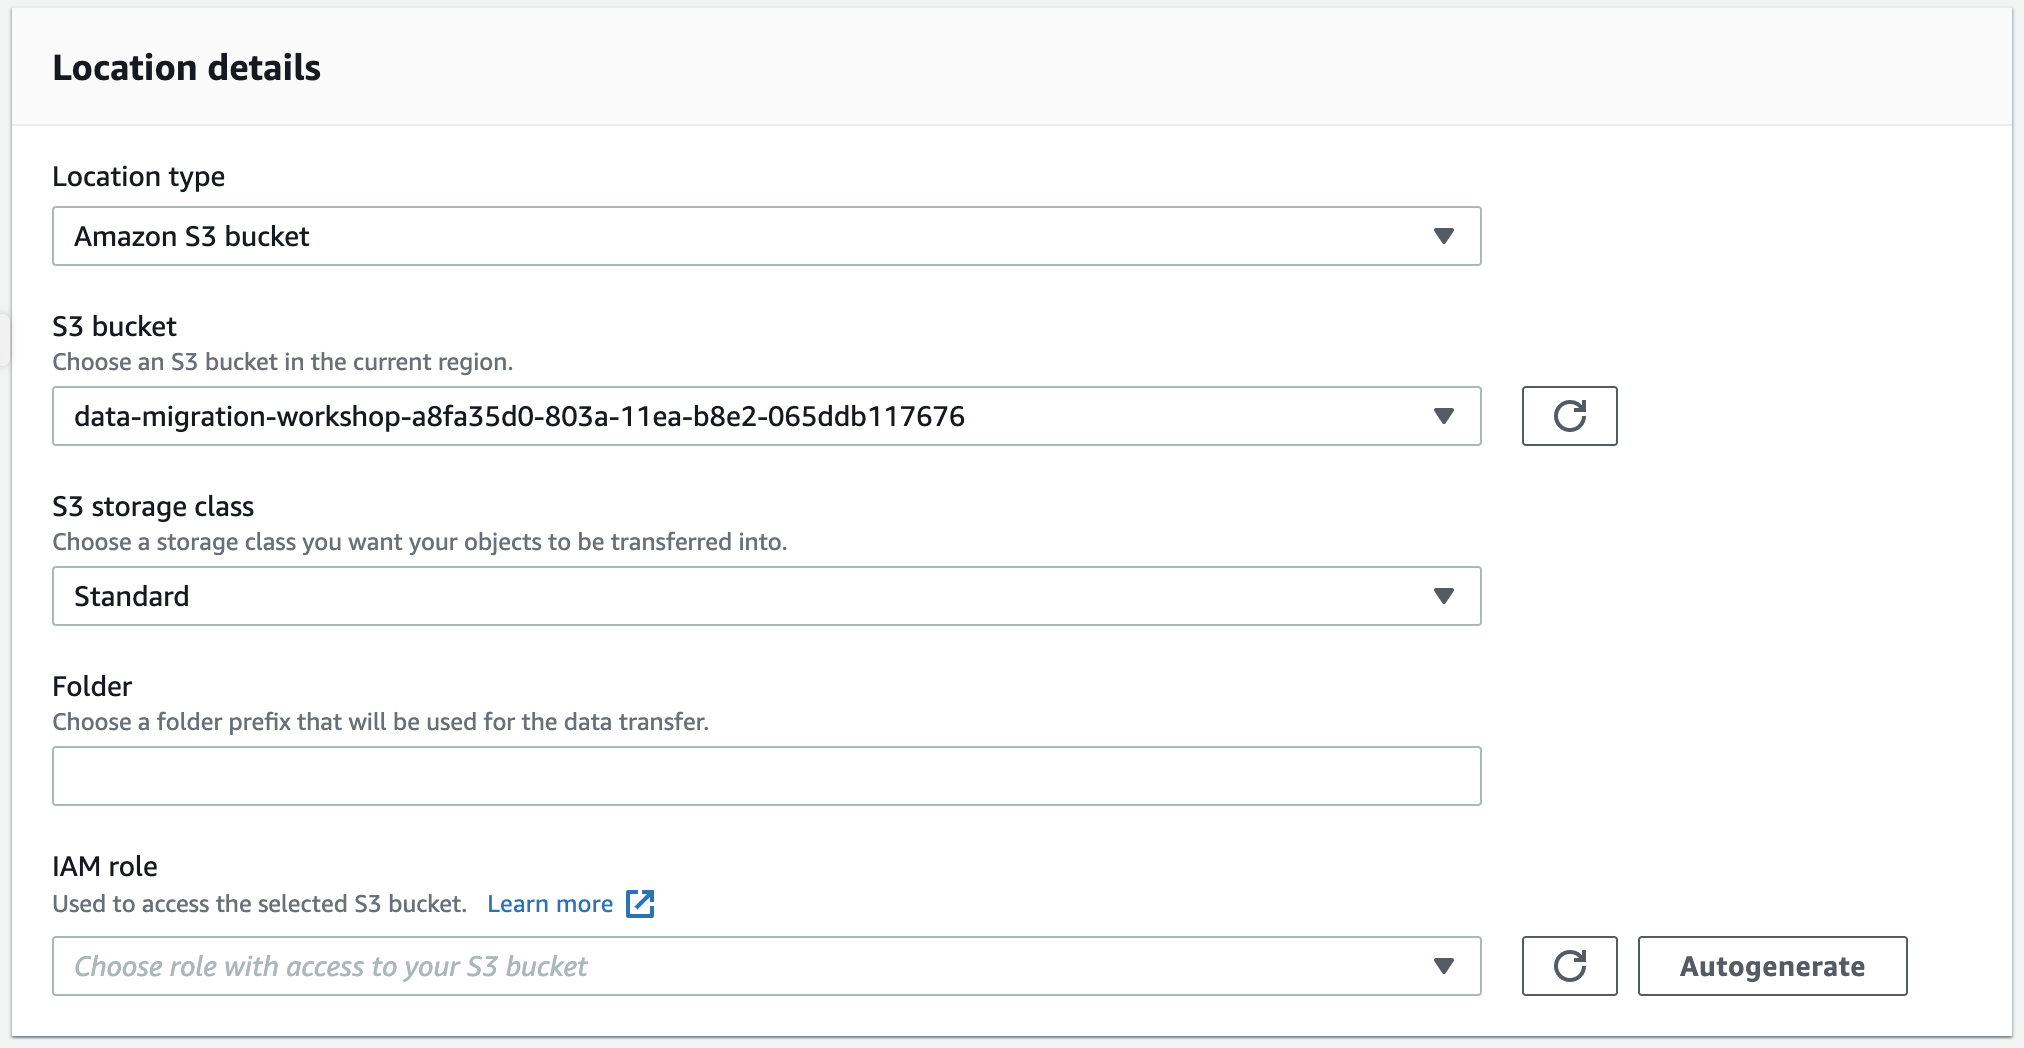 Location details
Location type
Amazon S3 bucket
S3 bucket
Choose an S3 bucket in the current region.
data-migration-workshop-a8fa35d0-803a-11ea-b8e2-065ddb117676
S3 storage class
Choose a storage class you want your objects to be transferred into.
Standard
Folder
Choose a folder prefix that will be used for the data transfer.
IAM role
Used to access the selected S3 bucket. Learn more
Choose role with access to your S3 bucket
Autogenerate